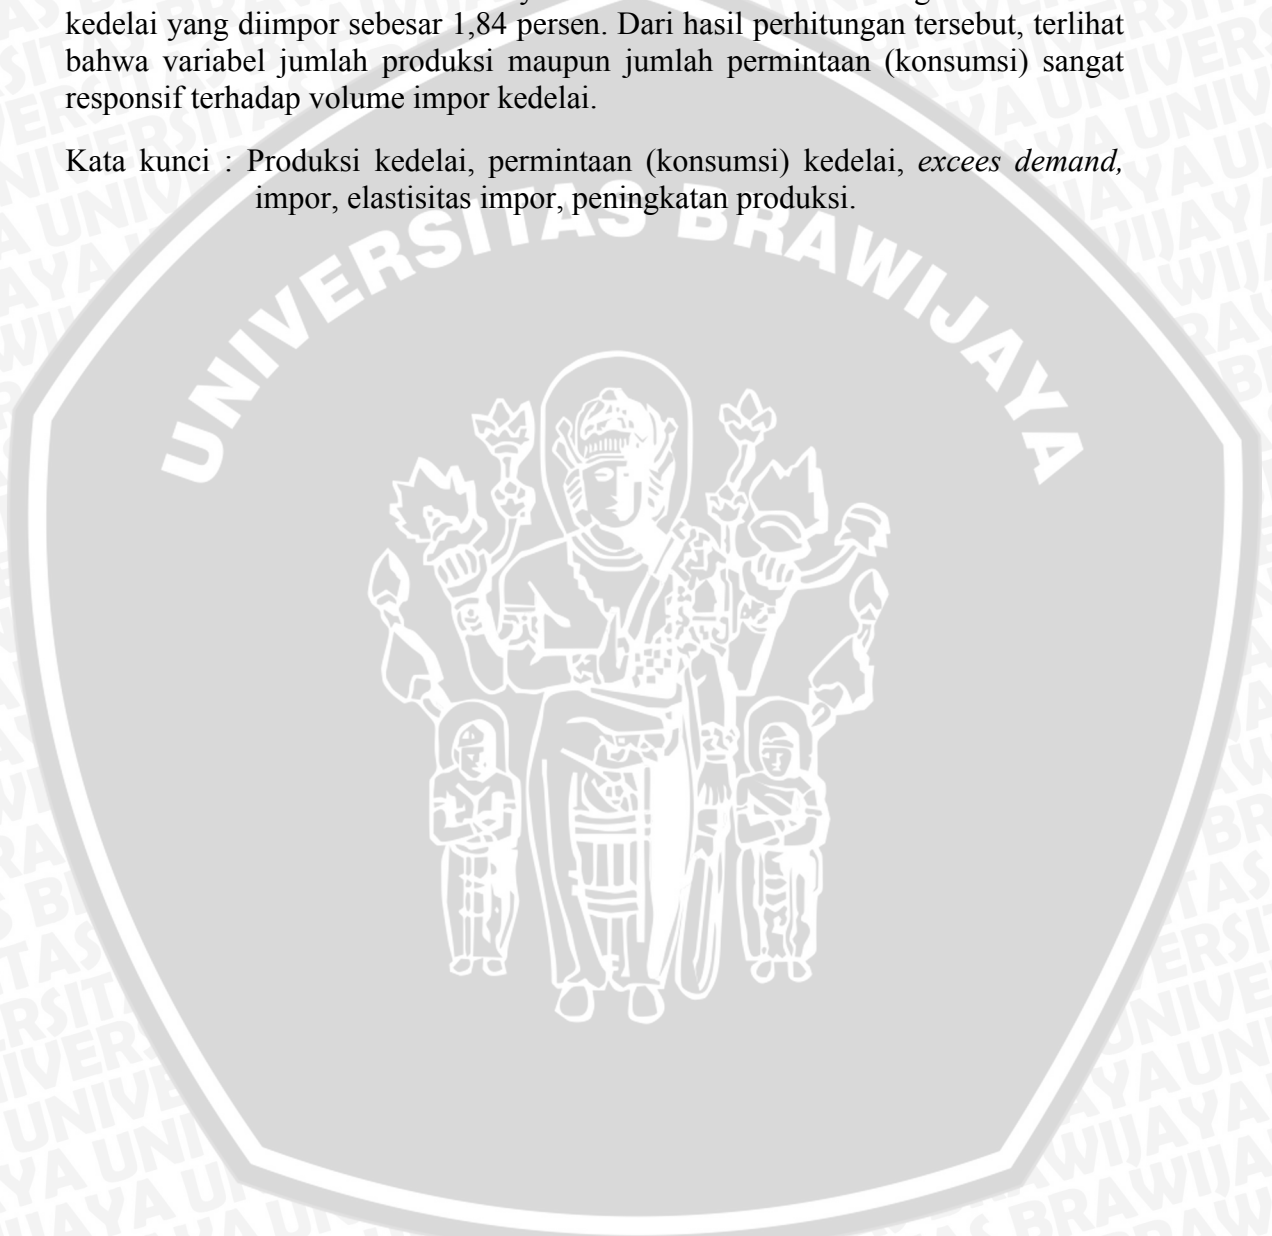 kedelai yang diimpor sebesar 1,84 persen. Dari hasil perhitungan tersebut, terlihat
bahwa variabel jumlah produksi maupun jumlah permintaan (konsumsi) sangat
responsif terhadap volume impor kedelai.
Kata kunci : Produksi kedelai, permintaan (konsumsi) kedelai, excees demand,
impor, elastisitas impor, peningkatan produksi.
UNIVERSITAS BRAWIJAYA